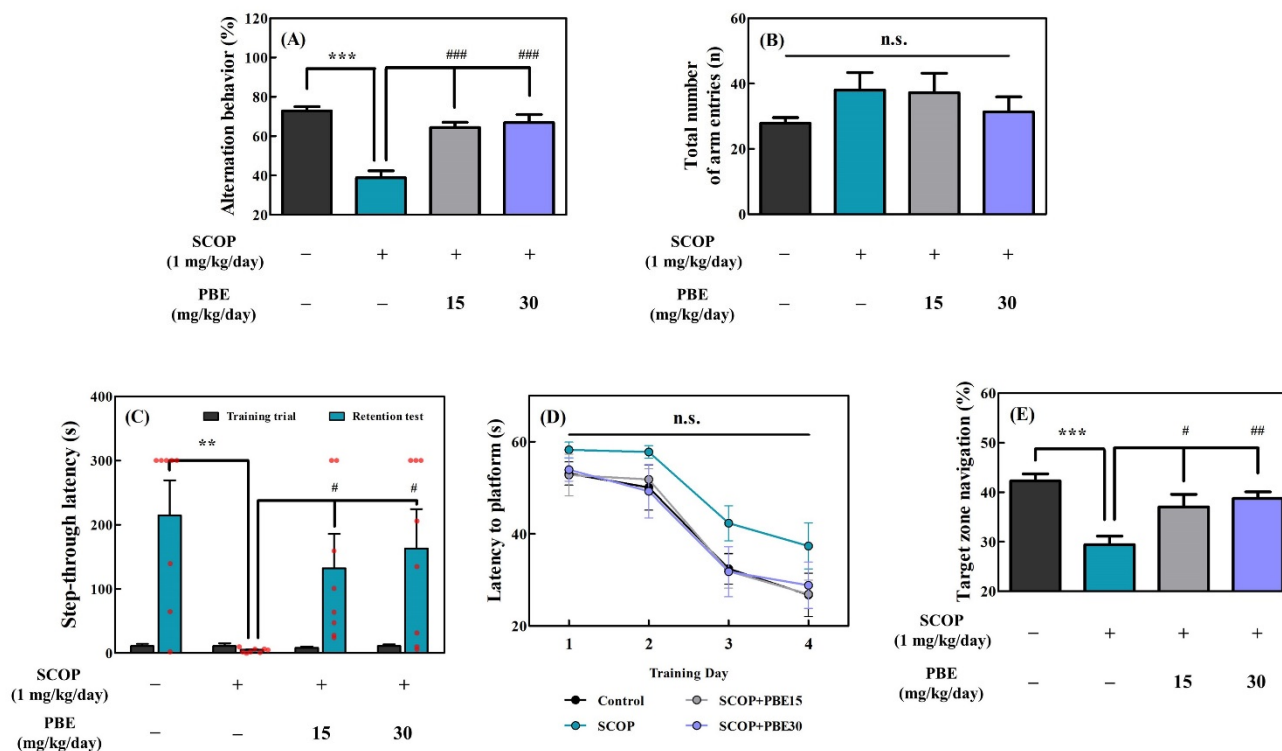 (A)
Alternation behavior (%)
120
100
80
60
40
20
***
###
###
SCOP
(1 mg/kg/day)
– + + +
PBE
(mg/kg/day)
– – 15 30
(B)
Total number
of arm entries (n)
60
40
20
0
n.s.
SCOP
(1 mg/kg/day)
– + + +
PBE
(mg/kg/day)
– – 15 30
(C)
Training trial Retention test
Step-through latency (s)
400
300
200
100
0
**
#
#
SCOP
(1 mg/kg/day)
– + + +
PBE
(mg/kg/day)
– – 15 30
(D)
n.s.
Latency to platform (s)
60
40
20
1 2 3 4
Training Day
Control SCOP+PBE15
SCOP SCOP+PBE30
(E)
Target zone navigation (%)
60
50
40
30
20
***
#
##
SCOP
(1 mg/kg/day)
– + + +
PBE
(mg/kg/day)
– – 15 30